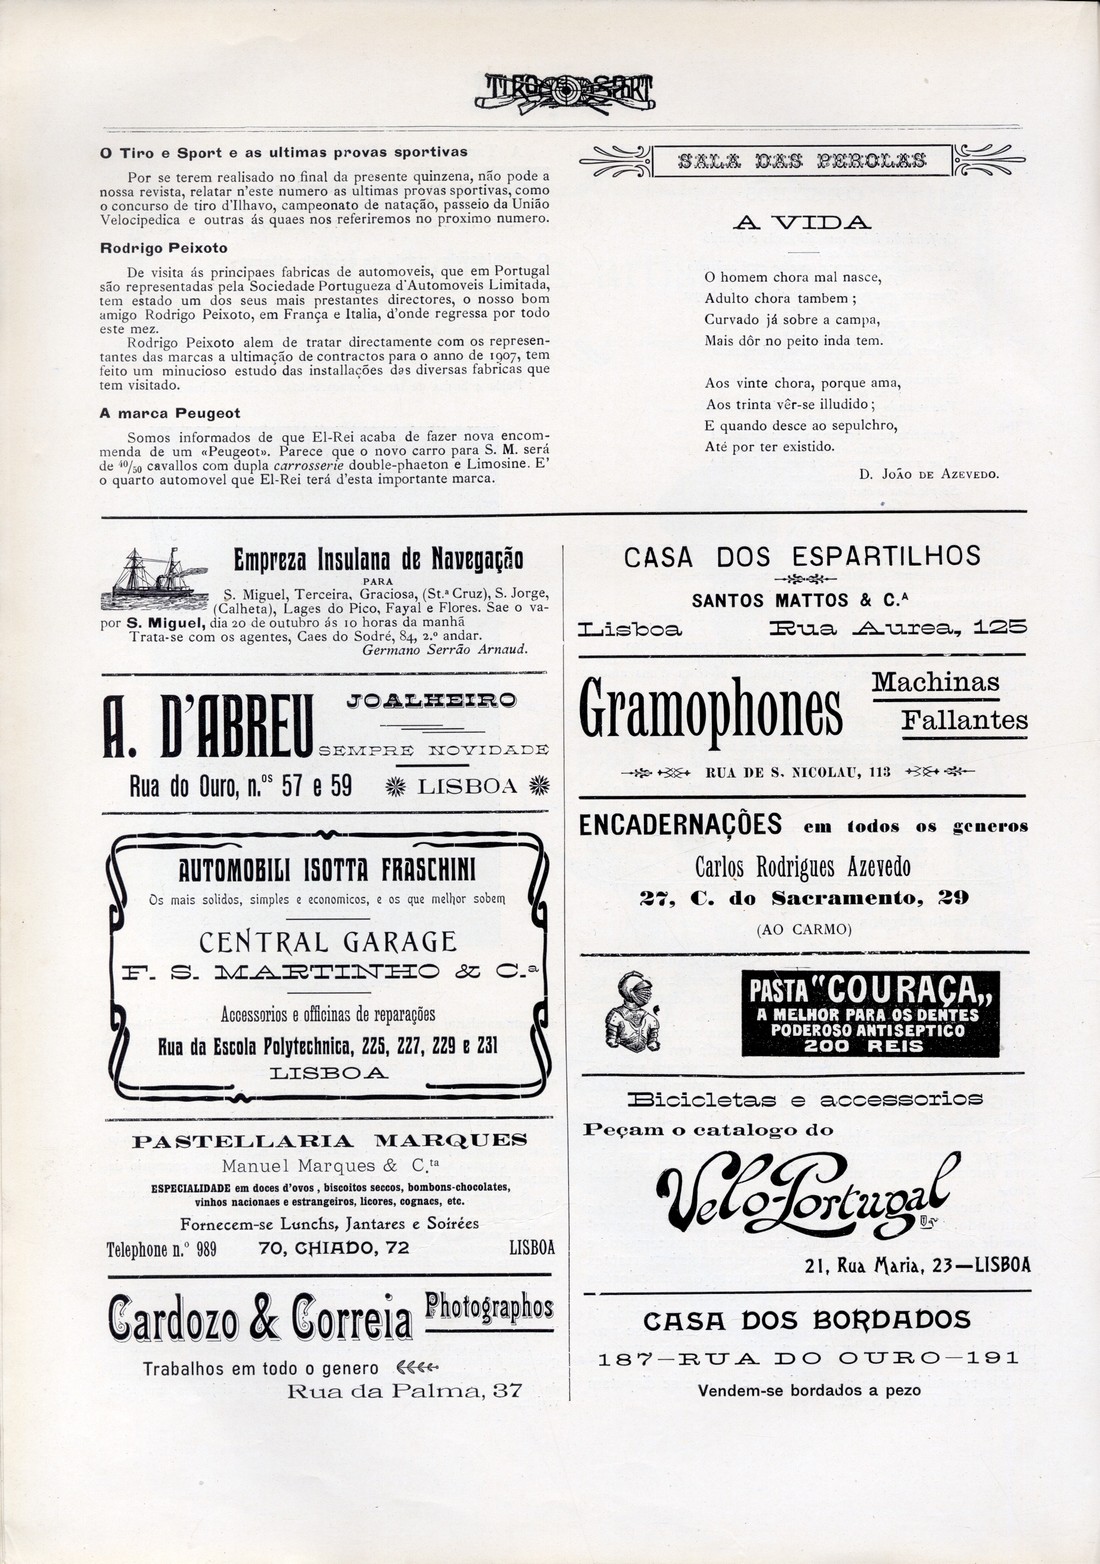 TIRO SPORT
O Tiro e Sport e as ultimas provas sportivas
Por se terem realisado no final da presente quinzena, não pode a
nossa revista, relatar n'este numero as ultimas provas sportivas, como
o concurso de tiro d'Ilhavo, campeonato de natação, passeio da União
Velocipedica e outras ás quaes nos referiremos no proximo numero.
Rodrigo Peixoto
De visita ás principaes fabricas de automoveis, que em Portugal
são representadas pela Sociedade Portugueza d'Automoveis Limitada,
tem estado um dos seus mais prestantes directores, o nosso bom
amigo Rodrigo Peixoto, em França e Italia, d'onde regressa por todo
este mez.
Rodrigo Peixoto alem de tratar directamente com os represen-
tantes das marcas a ultimação de contractos para o anno de 1907, tem
feito um minucioso estudo das installações das diversas fabricas que
tem visitado.
A marca Peugeot
Somos informados de que El-Rei acaba de fazer nova encom-
menda de um «Peugeot». Parece que o novo carro para S. M. será
de 40/50 cavallos com dupla carrosserie double-phaeton e Limosine. E'
o quarto automovel que El-Rei terá d'esta importante marca.
SALA DAS PEROLAS
A VIDA
O homem chora mal nasce,
Adulto chora tambem ;
Curvado já sobre a campa,
Mais dôr no peito inda tem.
Aos vinte chora, porque ama,
Aos trinta vêr-se illudido ;
E quando desce ao sepulchro,
Até por ter existido.
D. João de Azevedo.
Empreza Insulana de Navegação
PARA
S. Miguel, Terceira, Graciosa, (St.ª Cruz), S. Jorge,
(Calheta), Lages do Pico, Fayal e Flores. Sae o va-
por S. Miguel, dia 20 de outubro ás 10 horas da manhã
Trata-se com os agentes, Caes do Sodré, 84, 2.º andar.
Germano Serrão Arnaud.
A. D'ABREU
JOALHEIRO
SEMPRE NOVIDADE
Rua do Ouro, n.os 57 e 59
LISBOA
AUTOMOBILI ISOTTA FRASCHINI
Os mais solidos, simples e economicos, e os que melhor sobem
CENTRAL GARAGE
F. S. MARTINHO & C.ª
Accessorios e officinas de reparações
Rua da Escola Polytechnica, 225, 227, 229 e 231
LISBOA
PASTELLARIA MARQUES
Manuel Marques & C.ta
ESPECIALIDADE em doces d'ovos , biscoitos seccos, bombons-chocolates,
vinhos nacionaes e estrangeiros, licores, cognacs, etc.
Fornecem-se Lunchs, Jantares e Soirées
Telephone n.º 989 70, CHIADO, 72 LISBOA
Cardozo & Correia Photographos
Trabalhos em todo o genero
Rua da Palma, 37
CASA DOS ESPARTILHOS
SANTOS MATTOS & C.A
Lisboa Rua Aurea, 125
Gramophones
Machinas
Fallantes
RUA DE S. NICOLAU, 113
ENCADERNAÇÕES em todos os generos
Carlos Rodrigues Azevedo
27, C. do Sacramento, 29
(AO CARMO)
PASTA "COURAÇA„
A MELHOR PARA OS DENTES
PODEROSO ANTISEPTICO
200 REIS
Bicicletas e accessorios
Peçam o catalogo do
Velo-Portugal
21, Rua Maria, 23—LISBOA
CASA DOS BORDADOS
187—RUA DO OURO—191
Vendem-se bordados a pezo